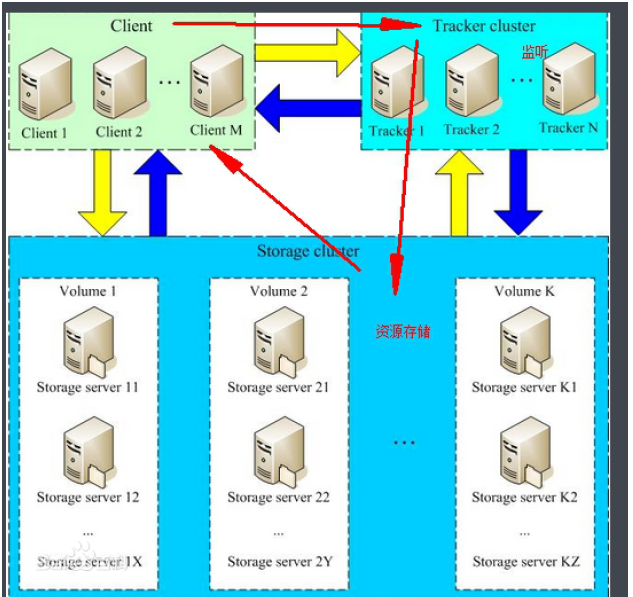 Client
Tracker cluster
监听
...
...
Client 1
Client 2
Client M
Tracker 1
Tracker 2
Tracker N
Storage cluster
Volume 1
Volume 2
Volume K
资源存储
Storage server 11
Storage server 21
Storage server K1
...
Storage server 12
Storage server 22
Storage server K2
...
...
...
Storage server 1X
Storage server 2Y
Storage server KZ